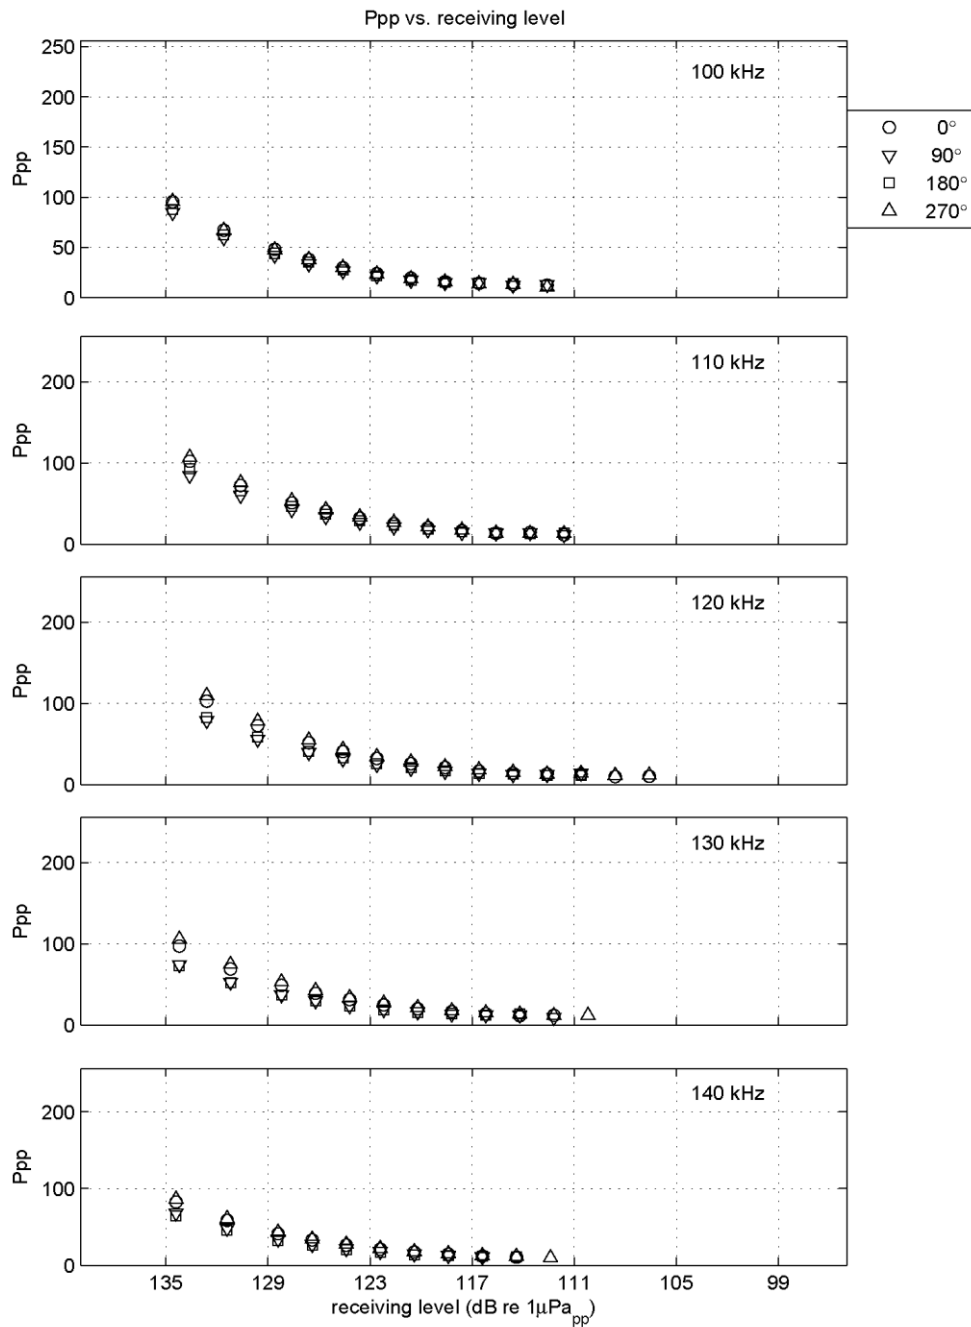 Ppp vs. receiving level
250
200
150
100
50
0
Ppp
100 kHz
0°
90°
180°
270°
200
100
0
Ppp
110 kHz
200
100
0
Ppp
120 kHz
200
100
0
Ppp
130 kHz
200
100
0
Ppp
140 kHz
135 129 123 117 111 105 99
receiving level (dB re 1μPapp)